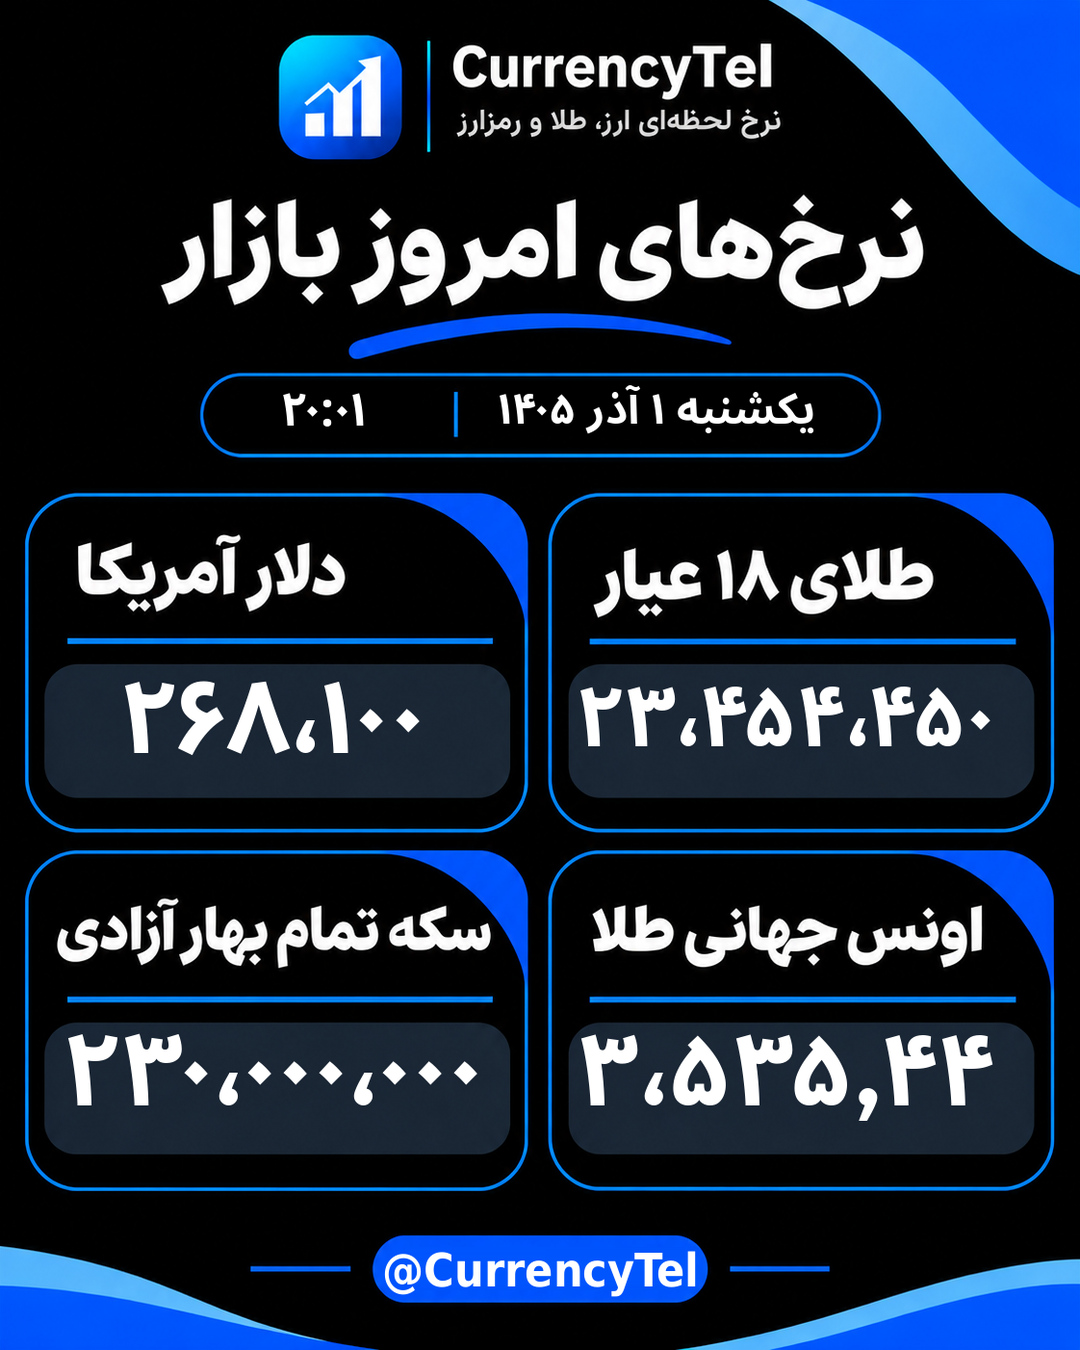 CurrencyTel
نرخ لحظه‌ای ارز، طلا و رمزارز
نرخ‌های امروز بازار
یکشنبه ۱ آذر ۱۴۰۵
۲۰:۰۱
طلای ۱۸ عیار
۲۳،۴۵۴،۴۵۰
دلار آمریکا
۲۶۸،۱۰۰
اونس جهانی طلا
۳،۵۳۵,۴۴
سکه تمام بهار آزادی
۲۳۰،۰۰۰،۰۰۰
@CurrencyTel